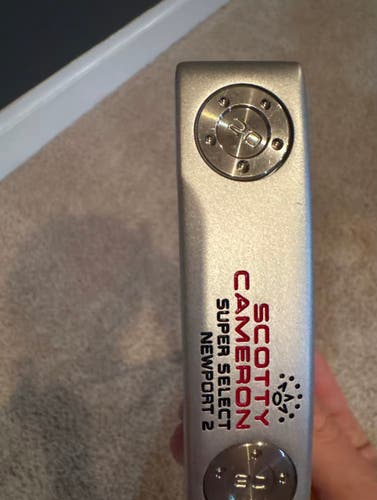 SCOTTY
CAMERON
SUPER SELECT
NEWPORT 2
20